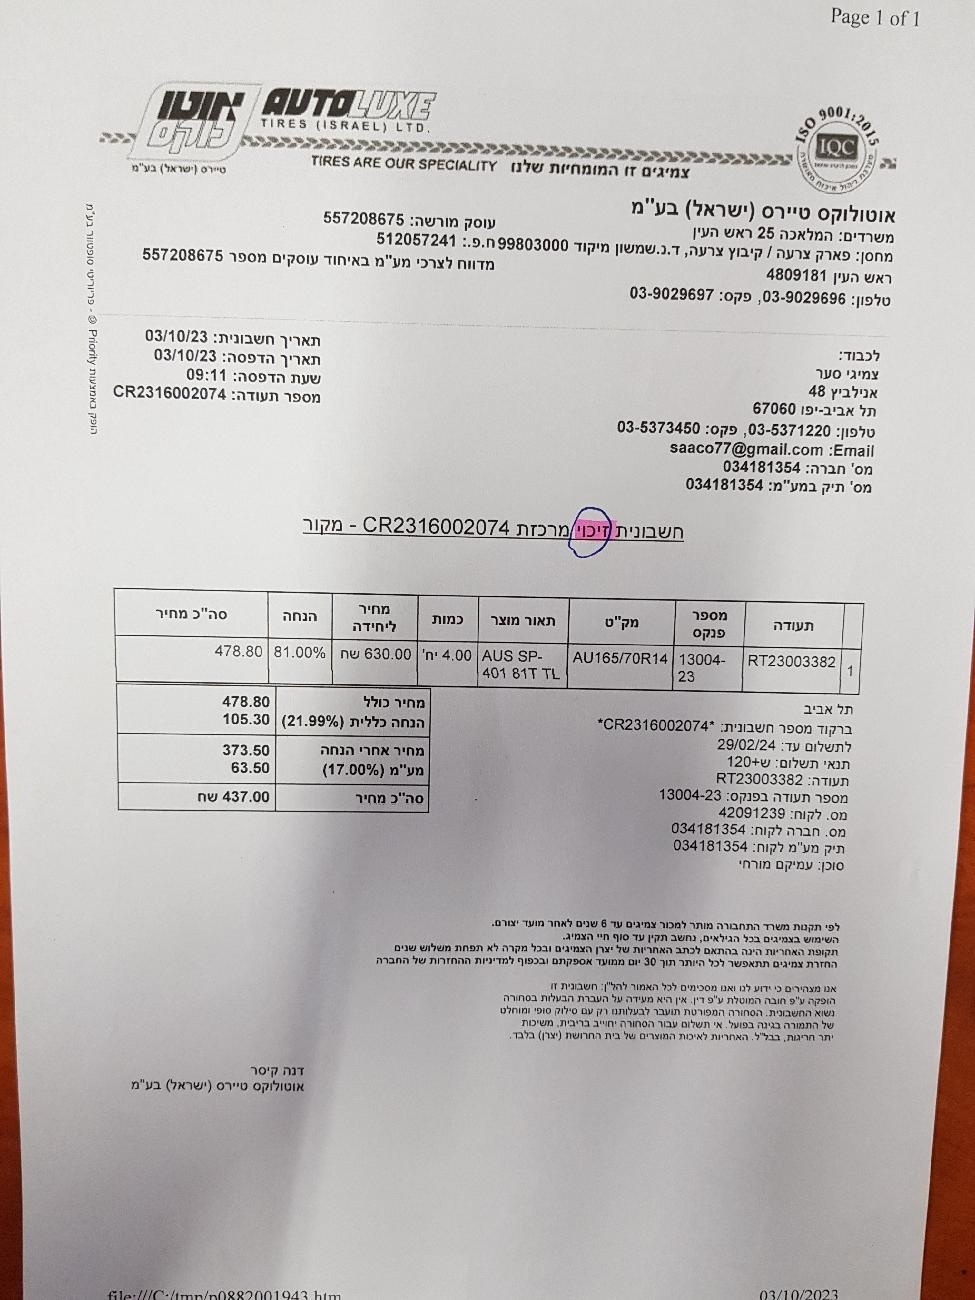 Page 1 of 1
אוטו לוקס
AUTOLUXE
TIRES (ISRAEL) LTD.
טיירס (ישראל) בע"מ
TIRES ARE OUR SPECIALITY צמיגים זו המומחיות שלנו
ISO 9001:2015
IQC
אוטולוקס טיירס (ישראל) בע"מ
משרדים: המלאכה 25 ראש העין
מחסן: פארק צרעה / קיבוץ צרעה, ד.נ.שמשון מיקוד 99803000
ראש העין 4809181
טלפון: 03-9029696, פקס: 03-9029697
עוסק מורשה: 557208675
ח.פ.: 512057241
מדווח לצרכי מע"מ באיחוד עוסקים מספר 557208675
הופק באמצעות Priority © - פריוריטי סופטוור בע"מ
תאריך חשבונית: 03/10/23
תאריך הדפסה: 03/10/23
שעת הדפסה: 09:11
מספר תעודה: CR2316002074
לכבוד:
צמיגי סער
אנילביץ 48
תל אביב-יפו 67060
טלפון: 03-5371220, פקס: 03-5373450
Email: saaco77@gmail.com
מס' חברה: 034181354
מס' תיק במע"מ: 034181354
חשבונית זיכוי מרכזת CR2316002074 - מקור
תעודה מספר פנקס מק"ט תאור מוצר כמות מחיר ליחידה הנחה סה"כ מחיר
1 RT23003382 13004-23 AU165/70R14 AUS SP-401 81T TL 4.00 יח' 630.00 שח 81.00% 478.80
מחיר כולל 478.80
הנחה כללית (21.99%) 105.30
מחיר אחרי הנחה 373.50
מע"מ (17.00%) 63.50
סה"כ מחיר 437.00 שח
תל אביב
ברקוד מספר חשבונית: *CR2316002074*
לתשלום עד: 29/02/24
תנאי תשלום: ש+120
תעודה: RT23003382
מספר תעודה בפנקס: 13004-23
מס. לקוח: 42091239
מס. חברה לקוח: 034181354
תיק מע"מ לקוח: 034181354
סוכן: עמיקם מורחי
לפי תקנות משרד התחבורה מותר למכור צמיגים עד 6 שנים לאחר מועד יצורם.
השימוש בצמיגים בכל הגילאים, נחשב תקין עד סוף חיי הצמיג.
תקופת האחריות הינה בהתאם לכתב האחריות של יצרן הצמיגים ובכל מקרה לא תפחת משלוש שנים
החזרת צמיגים תתאפשר לכל היותר תוך 30 יום ממועד אספקתם ובכפוף למדיניות ההחזרות של החברה
אנו מצהירים כי ידוע לנו ואנו מסכימים לכל האמור להל"ן: חשבונית זו
הופקה ע"פ חובה המוטלת ע"פ דין. אין היא מעידה על העברת הבעלות בסחורה
נשוא החשבונית. הסחורה המפורטת תועבר לבעלותנו רק עם סילוק סופי ומוחלט
של התמורה בגינה בפועל. אי תשלום עבור הסחורה יחוייב בריבית, משיכות
יתר חריגות, בבל"ל. האחריות לאיכות המוצרים של בית החרושת (יצרן) בלבד.
דנה קיסר
אוטולוקס טיירס (ישראל) בע"מ
file:///C:/tmp/p0882001943.htm
03/10/2023